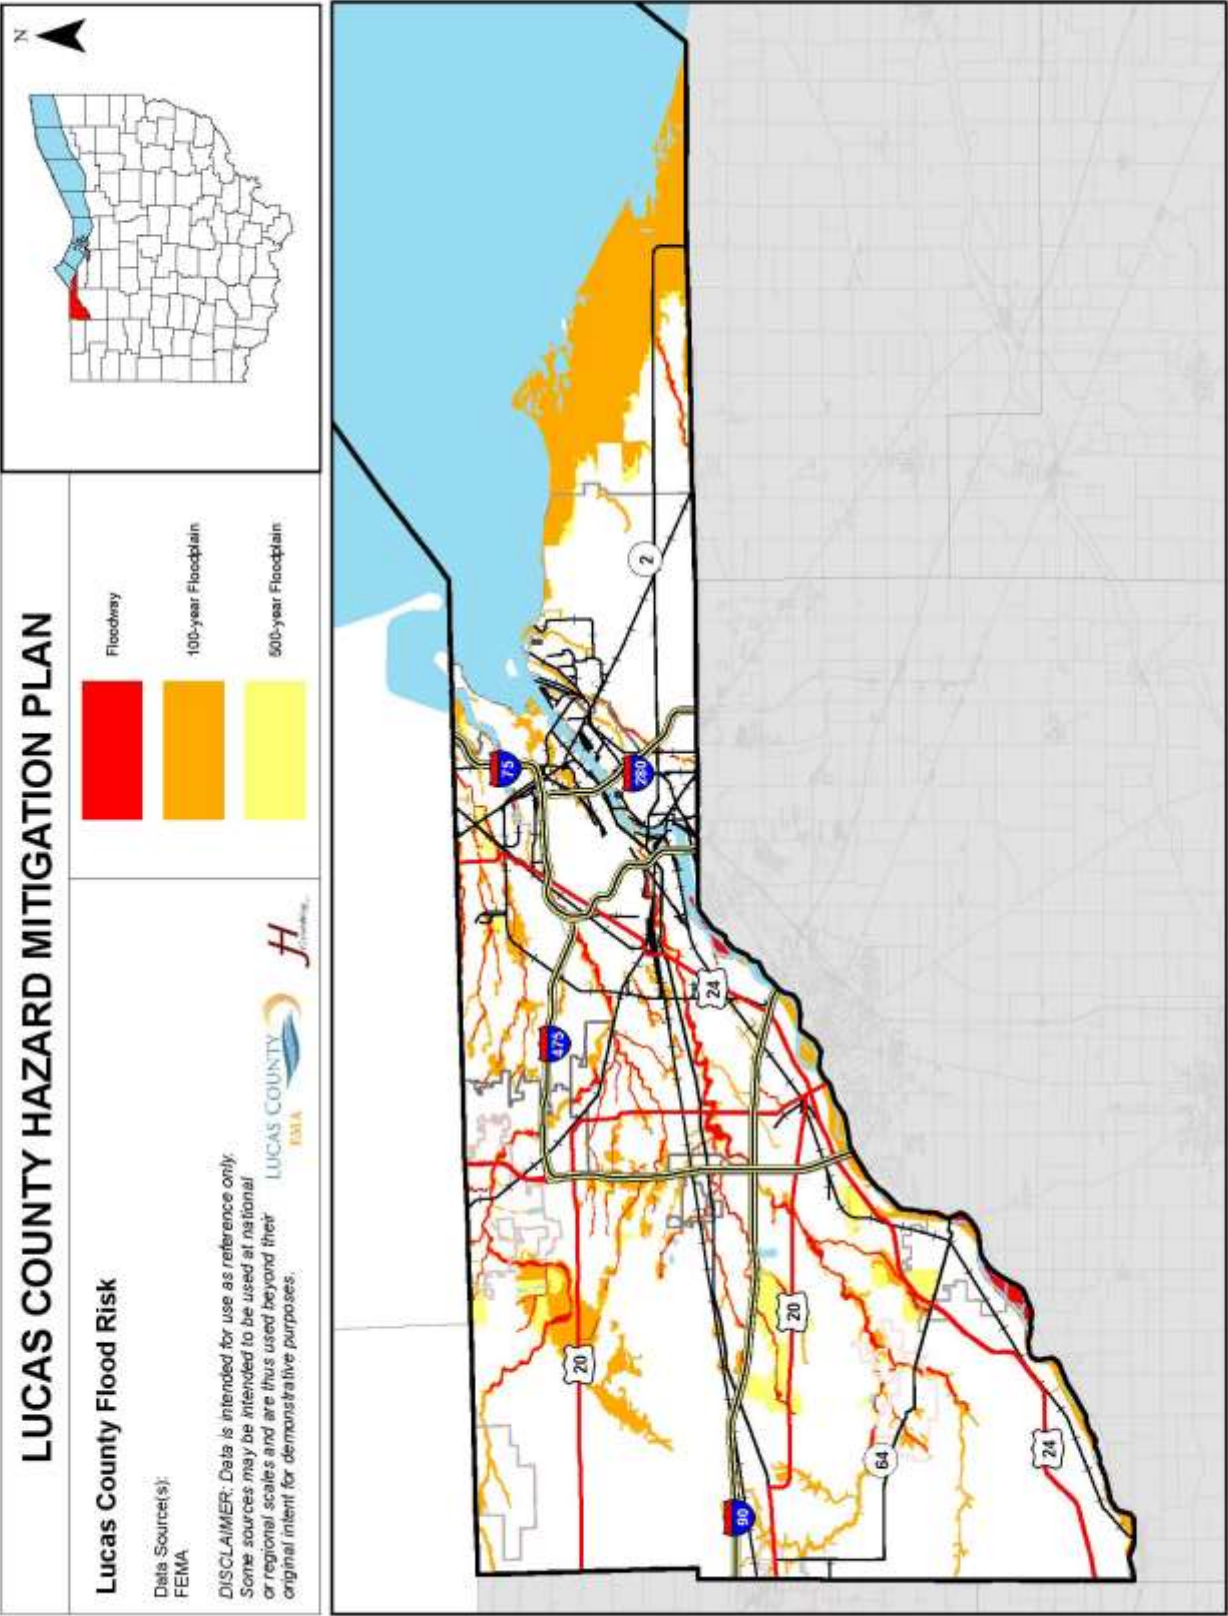 LUCAS COUNTY HAZARD MITIGATION PLAN
Lucas County Flood Risk
Data Source(s):
FEMA
DISCLAIMER: Data is intended for use as reference only.
Some sources may be intended to be used at national
or regional scales and are thus used beyond their
original intent for demonstrative purposes.
LUCAS COUNTY
EMA
JH
Floodway
100-year Floodplain
500-year Floodplain
N
75
280
2
475
24
20
20
64
90
24